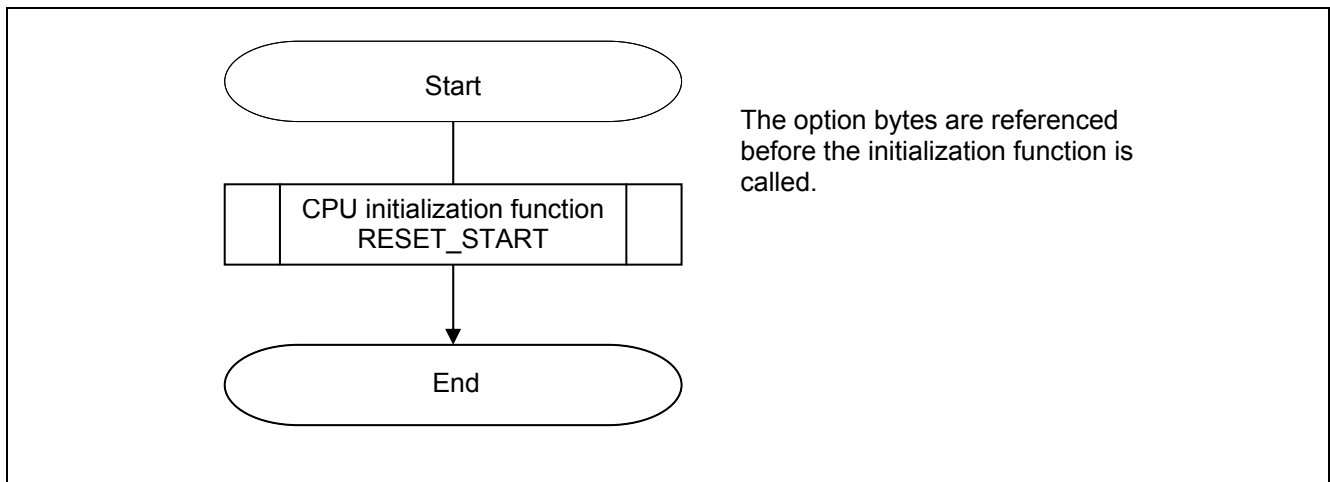 Start
The option bytes are referenced
before the initialization function is
called.
CPU initialization function
RESET_START
End